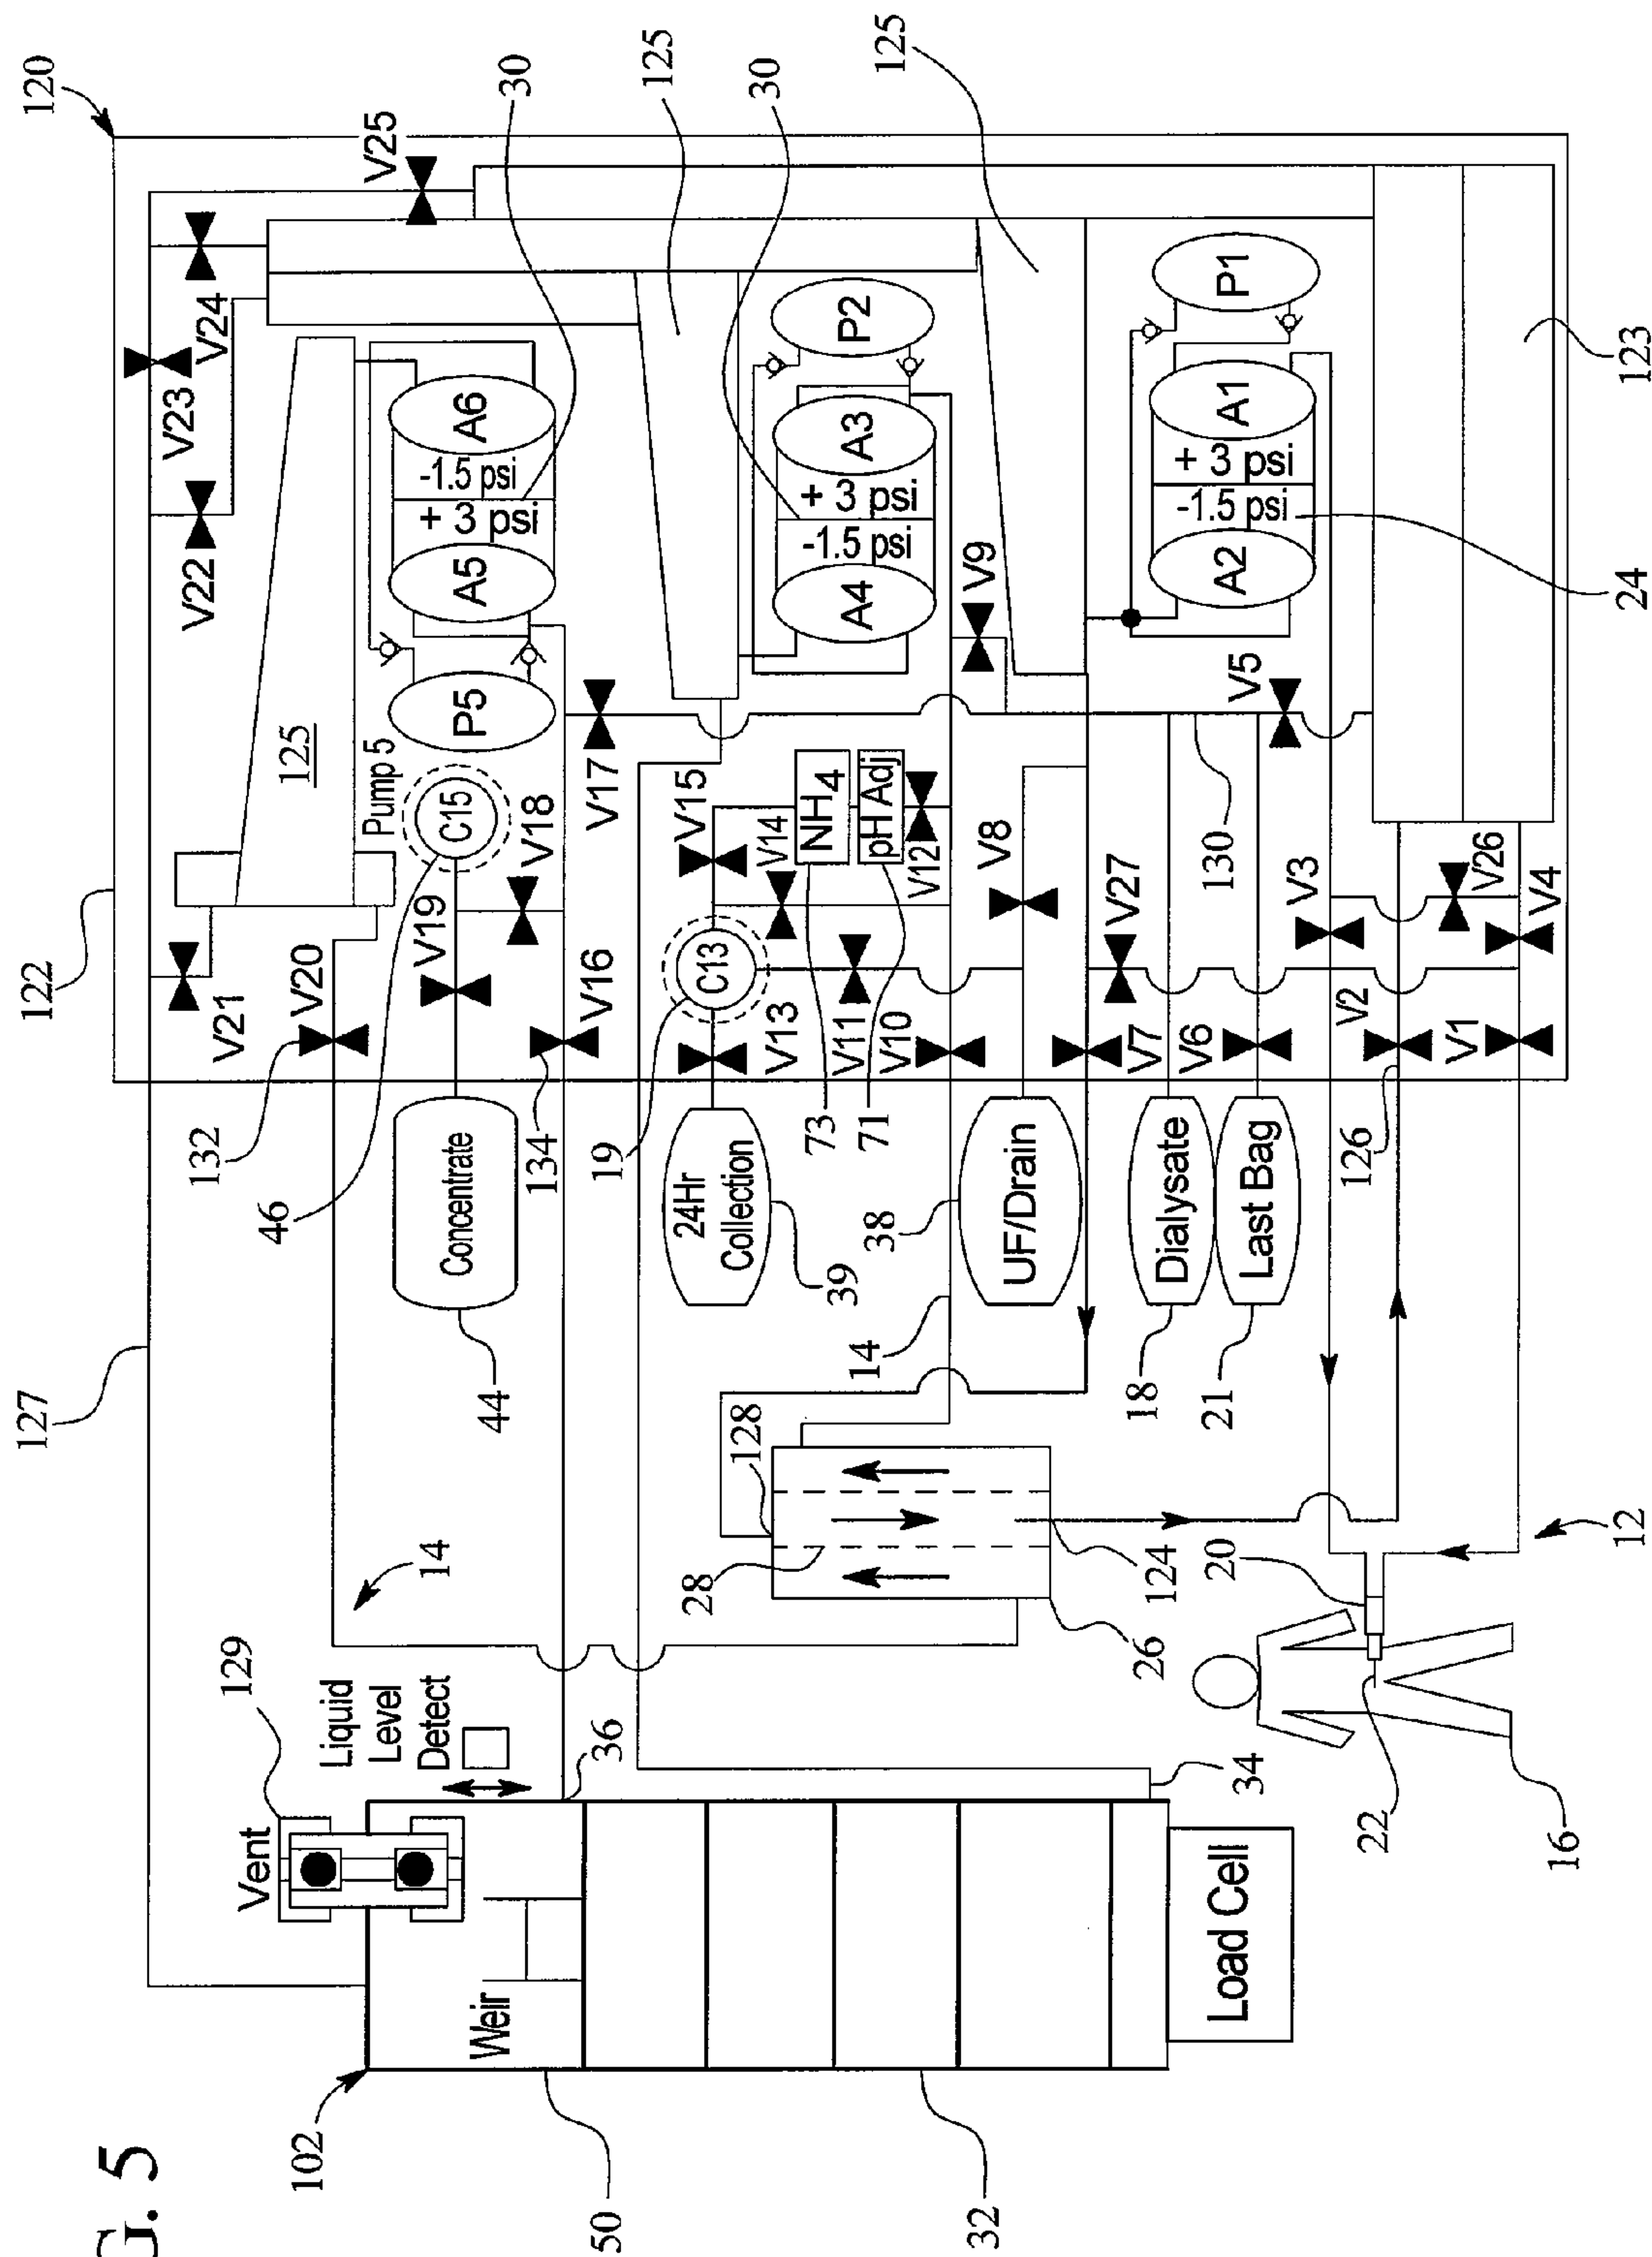 G. 5
102
50
32
127
129
Vent
Weir
Liquid
Level
Detect
36
34
Load Cell
14
128
28
124
26
20
12
22
16
122
132
46
44
Concentrate
134
19
24Hr
Collection
39
73
71
38
UF/Drain
14
Dialysate
18
Last Bag
21
126
120
V25
V24
V23
V22
V21
V20
V19
V18
V17
V16
V15
V14
V13
V12
V11
V10
V9
V8
V27
V7
V6
V5
V3
V26
V4
V2
V1
125
Pump 5
C15
P5
A5
+ 3 psi
-1.5 psi
A6
30
125
30
125
C13
NH4
pH Adj
A4
-1.5 psi
+ 3 psi
A3
P2
A2
-1.5 psi
+ 3 psi
A1
P1
130
24
123